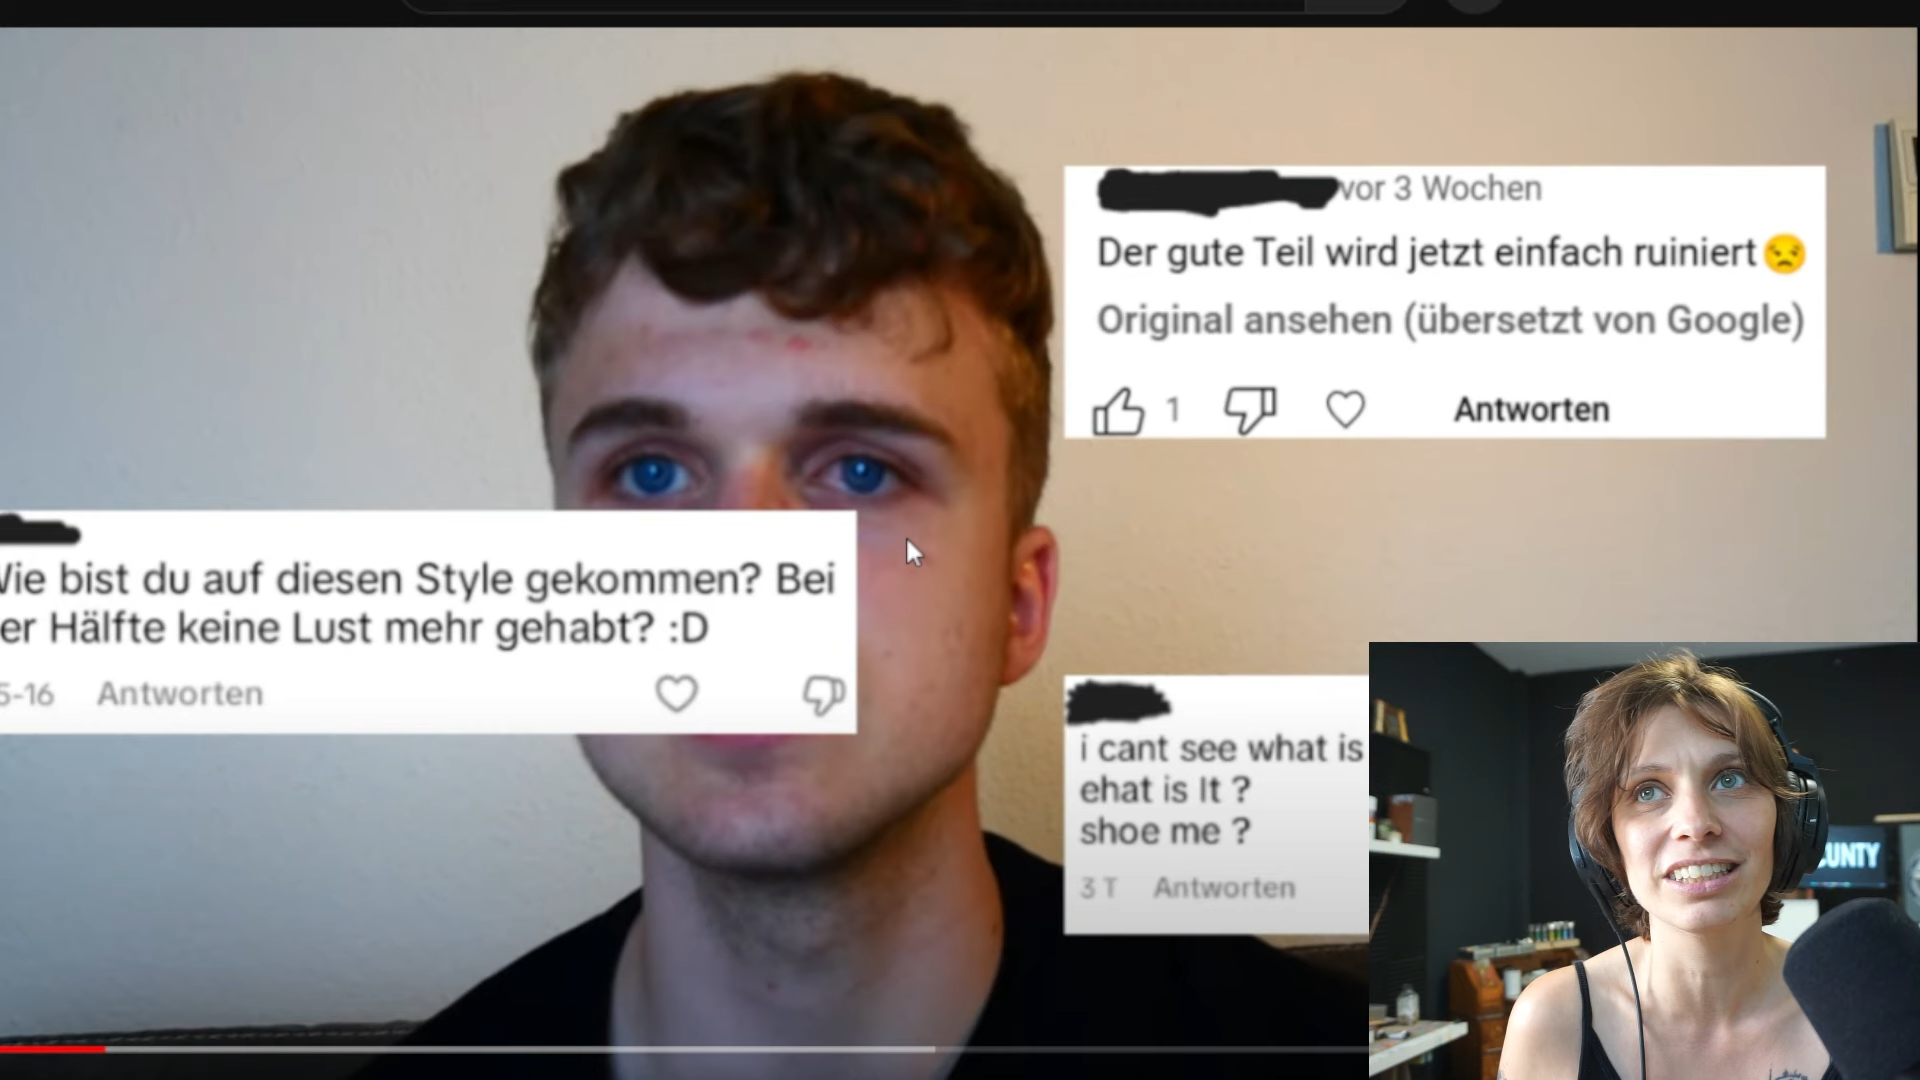 vor 3 Wochen
Der gute Teil wird jetzt einfach ruiniert😒
Original ansehen (übersetzt von Google)
1 Antworten
Wie bist du auf diesen Style gekommen? Bei
er Hälfte keine Lust mehr gehabt? :D
5-16 Antworten
i cant see what is
ehat is It ?
shoe me ?
3 T Antworten
UNTY